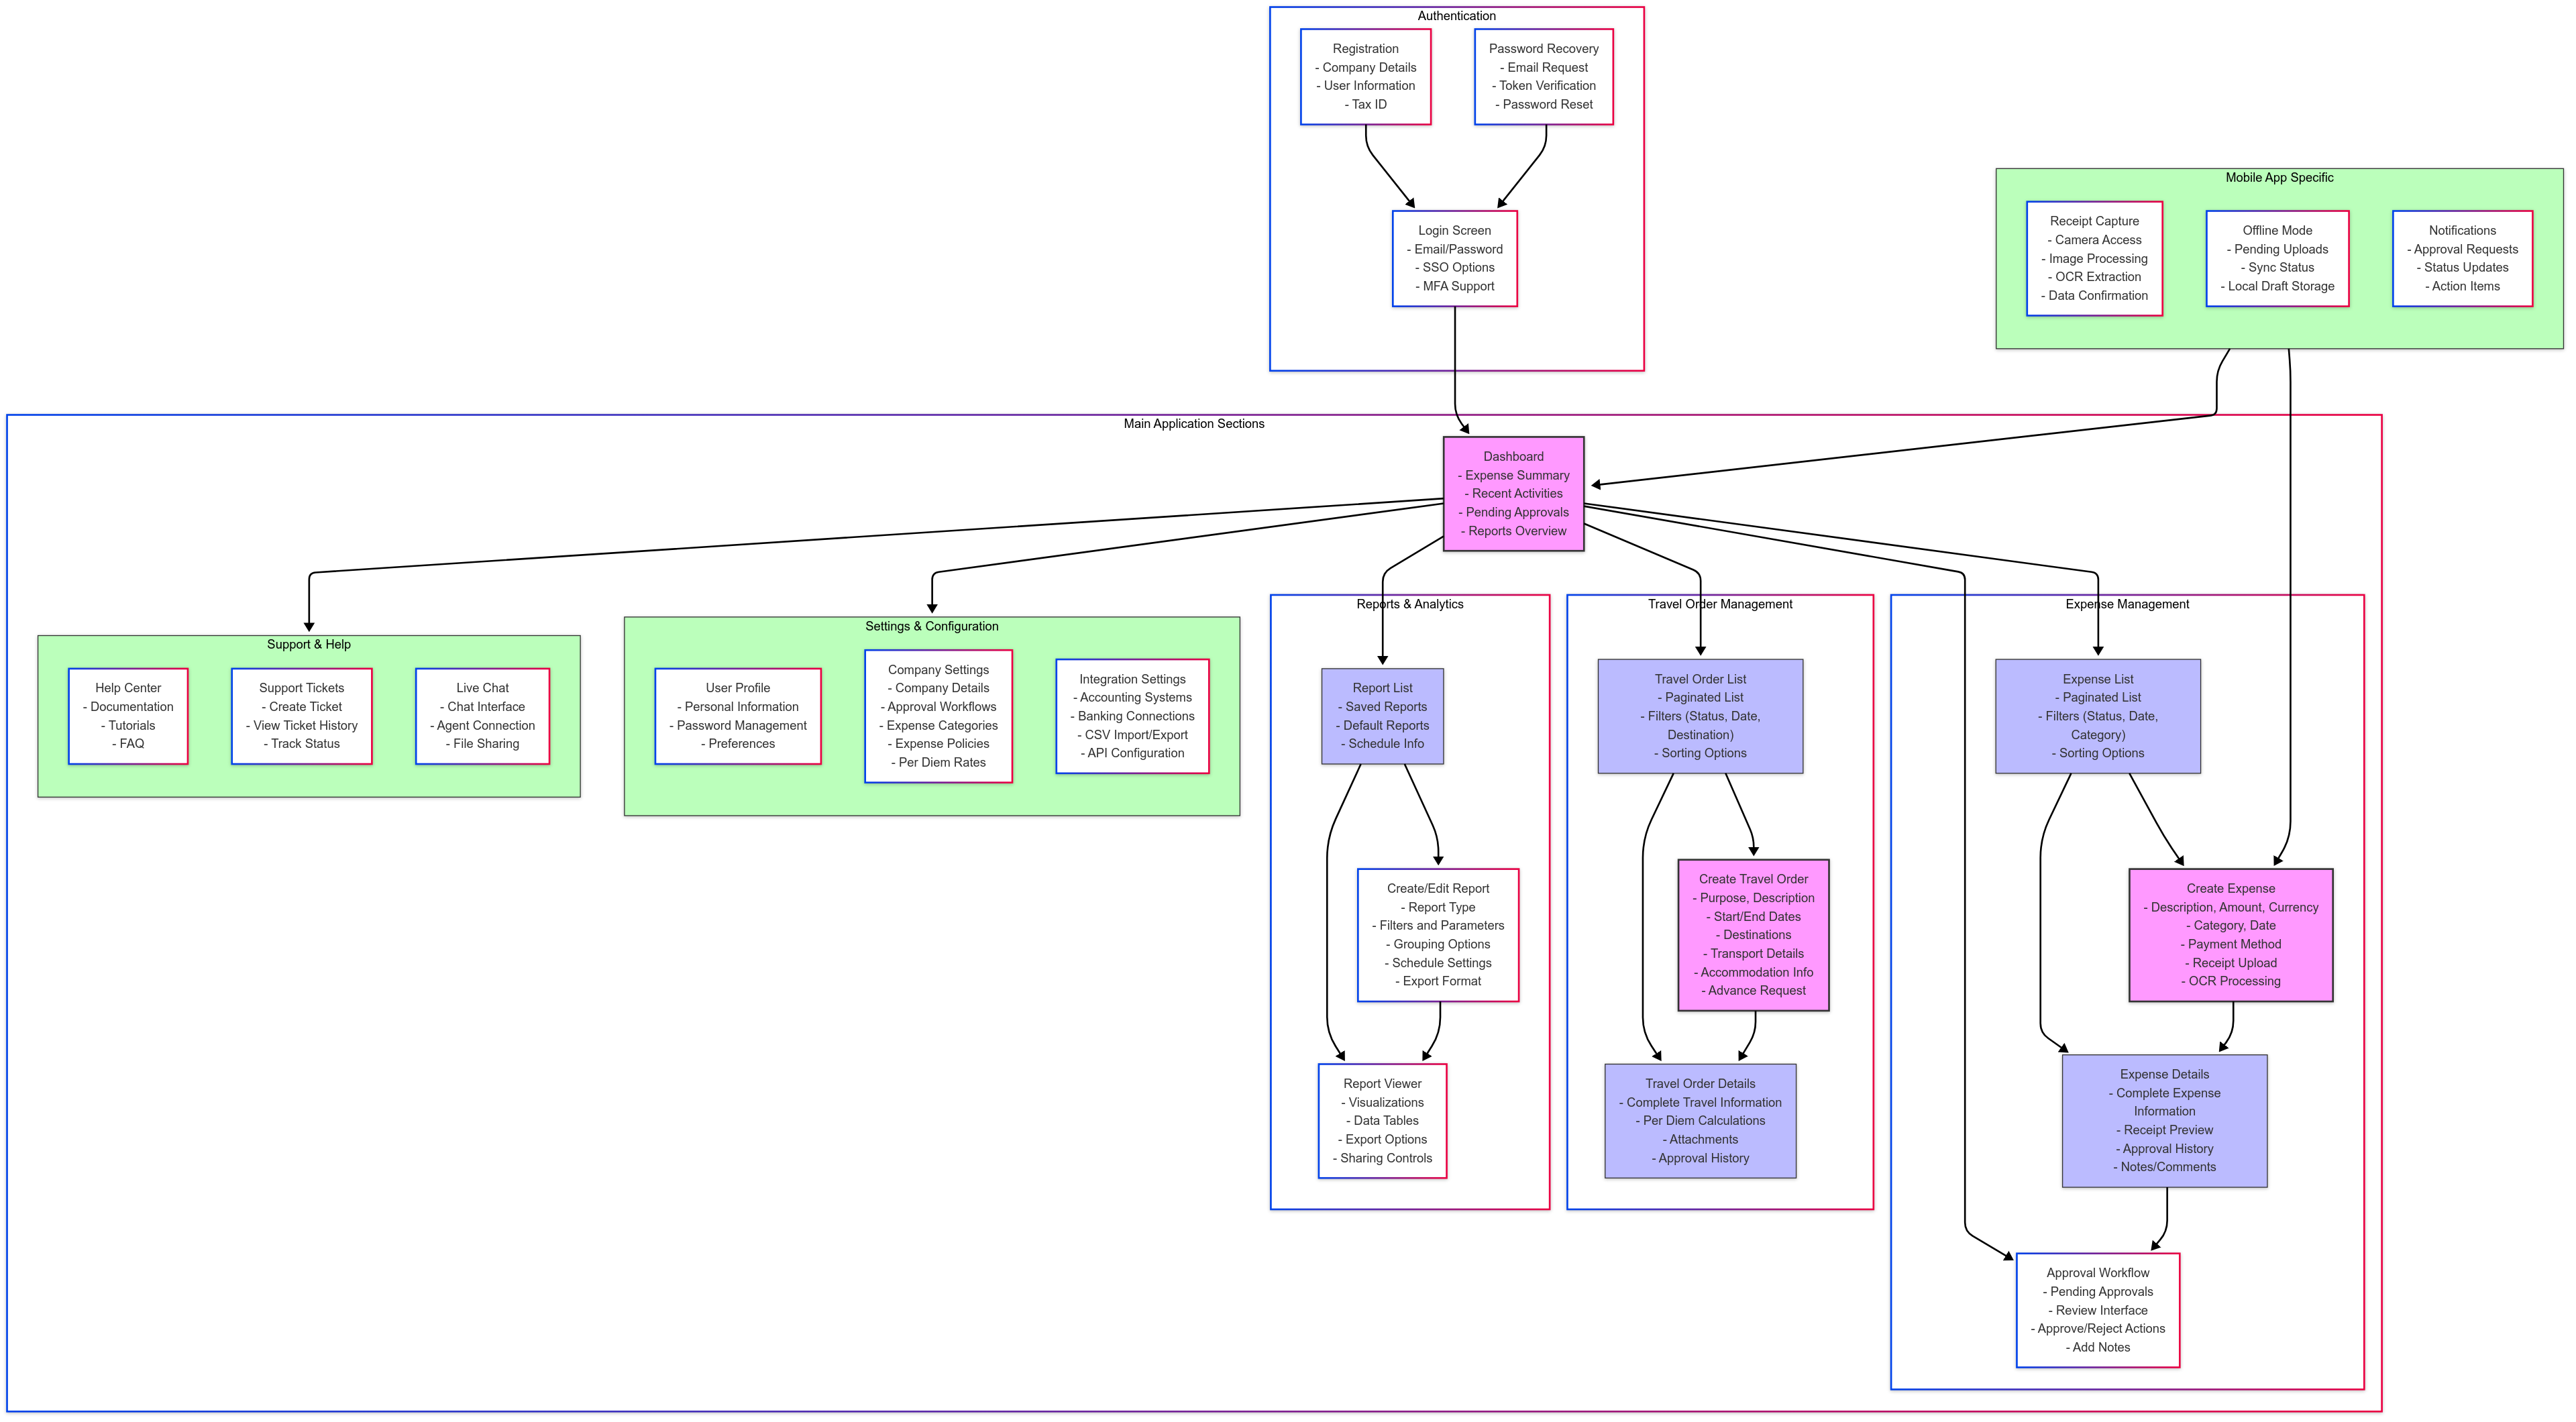 Authentication
Registration
- Company Details
- User Information
- Tax ID
Password Recovery
- Email Request
- Token Verification
- Password Reset
Login Screen
- Email/Password
- SSO Options
- MFA Support
Mobile App Specific
Receipt Capture
- Camera Access
- Image Processing
- OCR Extraction
- Data Confirmation
Offline Mode
- Pending Uploads
- Sync Status
- Local Draft Storage
Notifications
- Approval Requests
- Status Updates
- Action Items
Main Application Sections
Dashboard
- Expense Summary
- Recent Activities
- Pending Approvals
- Reports Overview
Support & Help
Help Center
- Documentation
- Tutorials
- FAQ
Support Tickets
- Create Ticket
- View Ticket History
- Track Status
Live Chat
- Chat Interface
- Agent Connection
- File Sharing
Settings & Configuration
User Profile
- Personal Information
- Password Management
- Preferences
Company Settings
- Company Details
- Approval Workflows
- Expense Categories
- Expense Policies
- Per Diem Rates
Integration Settings
- Accounting Systems
- Banking Connections
- CSV Import/Export
- API Configuration
Reports & Analytics
Report List
- Saved Reports
- Default Reports
- Schedule Info
Create/Edit Report
- Report Type
- Filters and Parameters
- Grouping Options
- Schedule Settings
- Export Format
Report Viewer
- Visualizations
- Data Tables
- Export Options
- Sharing Controls
Travel Order Management
Travel Order List
- Paginated List
- Filters (Status, Date,
Destination)
- Sorting Options
Create Travel Order
- Purpose, Description
- Start/End Dates
- Destinations
- Transport Details
- Accommodation Info
- Advance Request
Travel Order Details
- Complete Travel Information
- Per Diem Calculations
- Attachments
- Approval History
Expense Management
Expense List
- Paginated List
- Filters (Status, Date,
Category)
- Sorting Options
Create Expense
- Description, Amount, Currency
- Category, Date
- Payment Method
- Receipt Upload
- OCR Processing
Expense Details
- Complete Expense
Information
- Receipt Preview
- Approval History
- Notes/Comments
Approval Workflow
- Pending Approvals
- Review Interface
- Approve/Reject Actions
- Add Notes